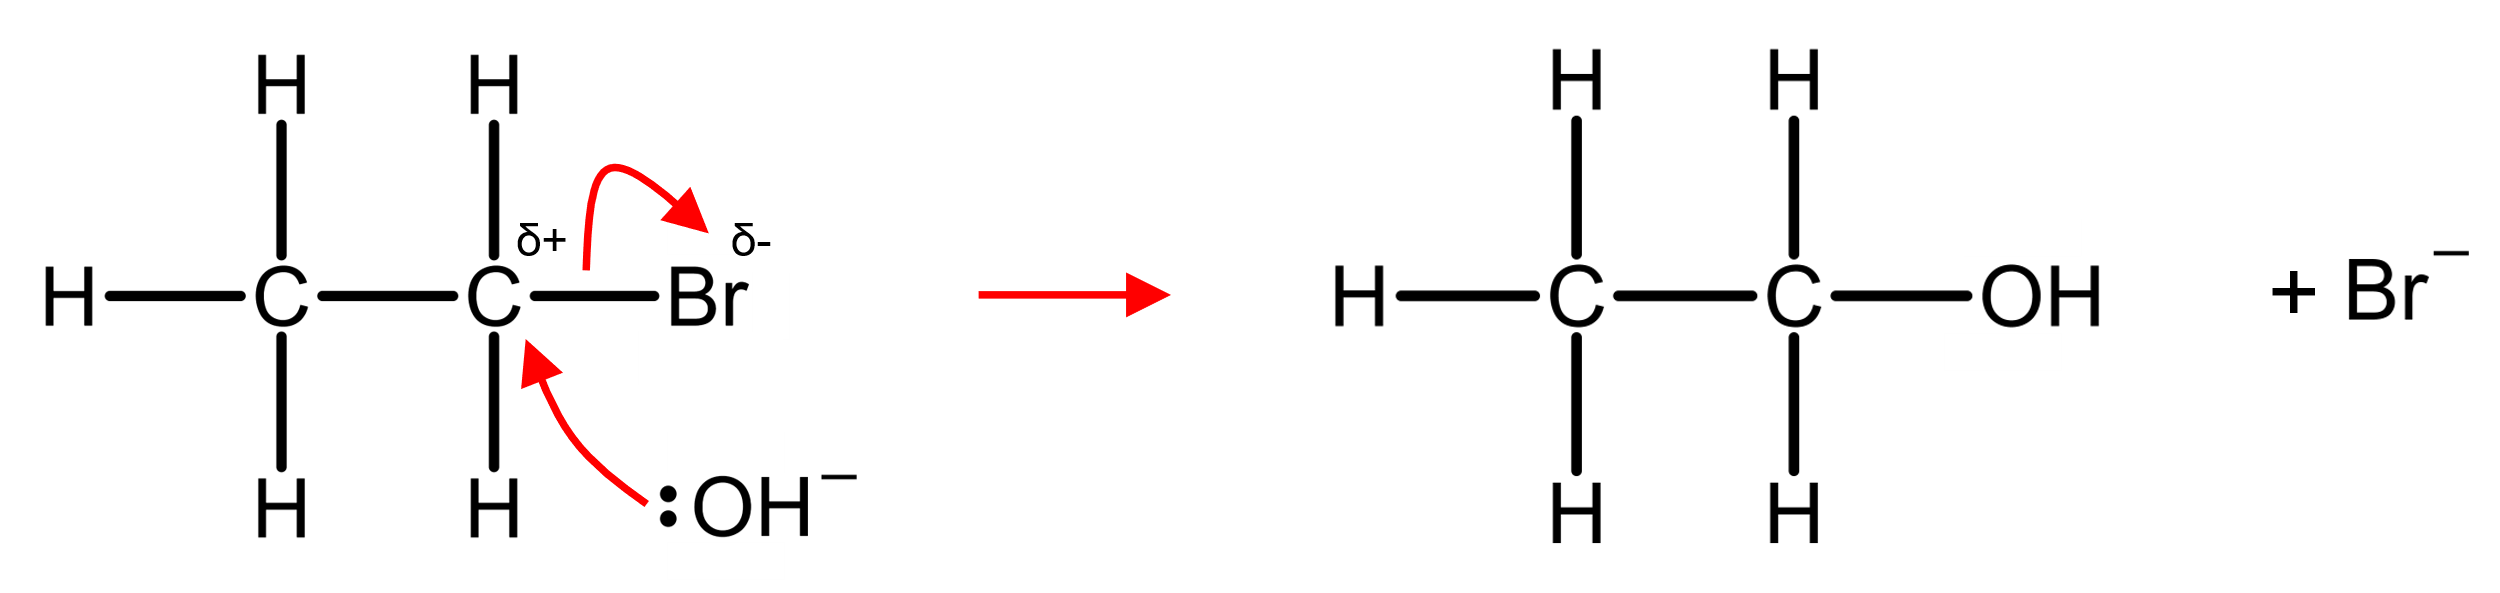 H H H H
δ+ δ-
H C C Br H C C OH + Br⁻
H H :OH⁻ H H